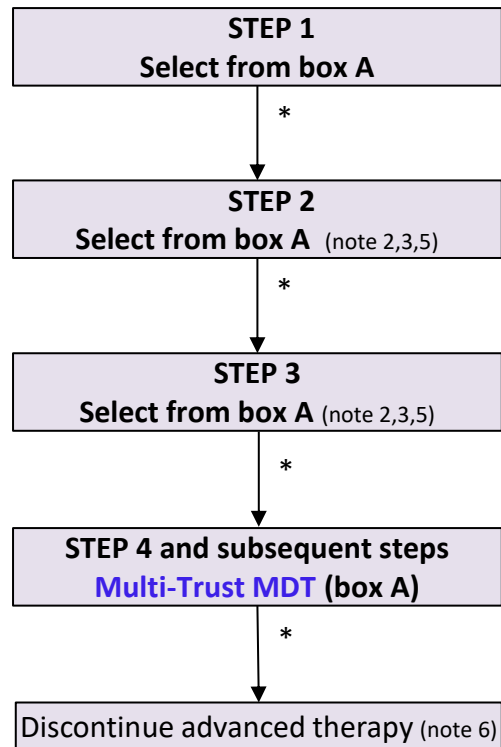 STEP 1
Select from box A
*
STEP 2
Select from box A (note 2,3,5)
*
STEP 3
Select from box A (note 2,3,5)
*
STEP 4 and subsequent steps
Multi-Trust MDT (box A)
*
Discontinue advanced therapy (note 6)